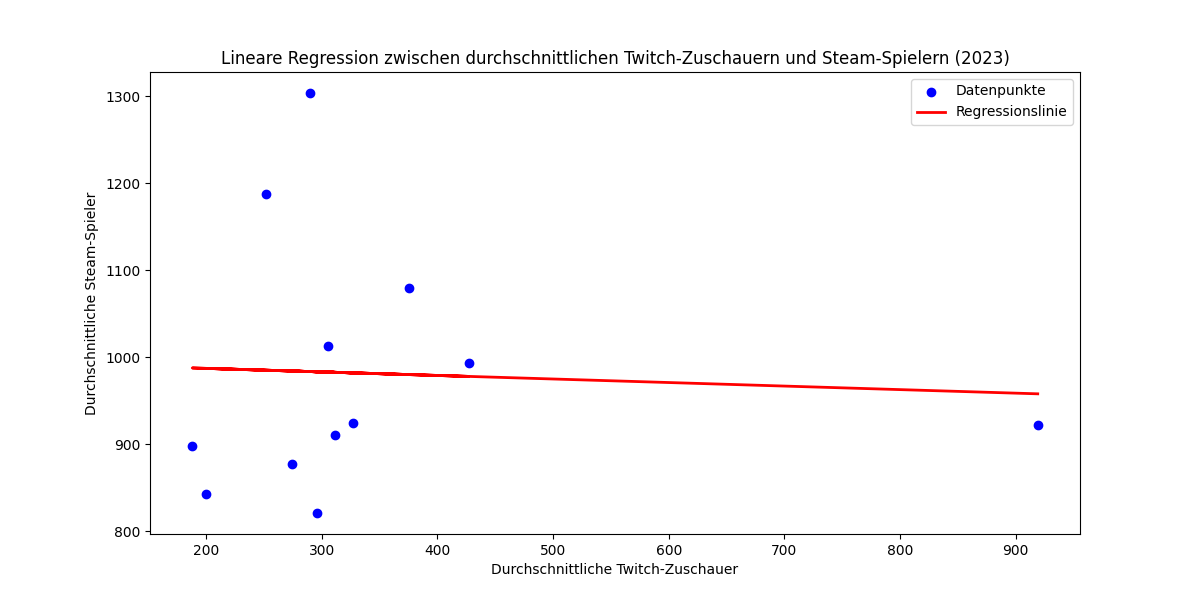 Lineare Regression zwischen durchschnittlichen Twitch-Zuschauern und Steam-Spielern (2023)
Datenpunkte
Regressionslinie
Durchschnittliche Steam-Spieler
1300
1200
1100
1000
900
800
200 300 400 500 600 700 800 900
Durchschnittliche Twitch-Zuschauer